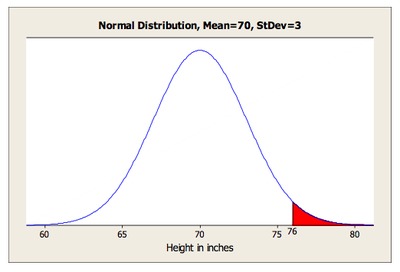 Normal Distribution, Mean=70, StDev=3
60 65 70 75 76 80
Height in inches